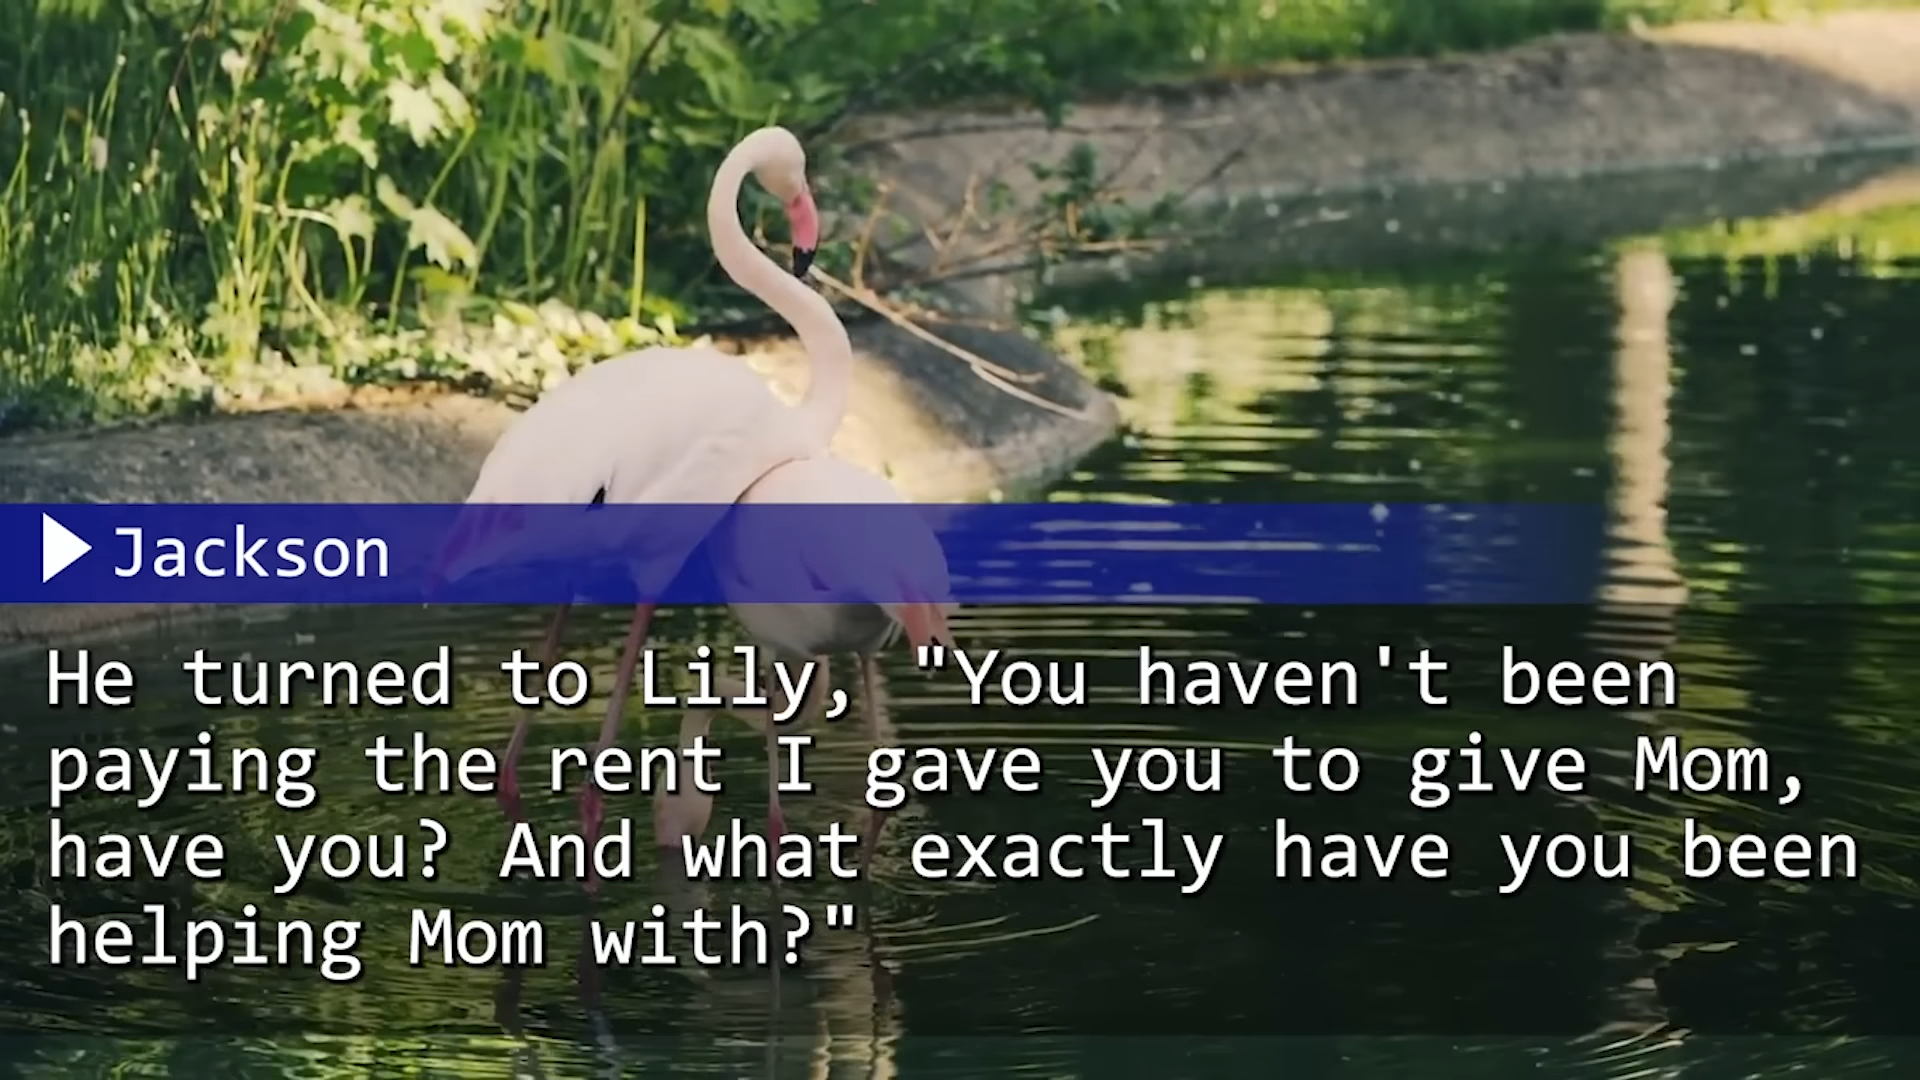 Jackson
He turned to Lily, "You haven't been
paying the rent I gave you to give Mom,
have you? And what exactly have you been
helping Mom with?"